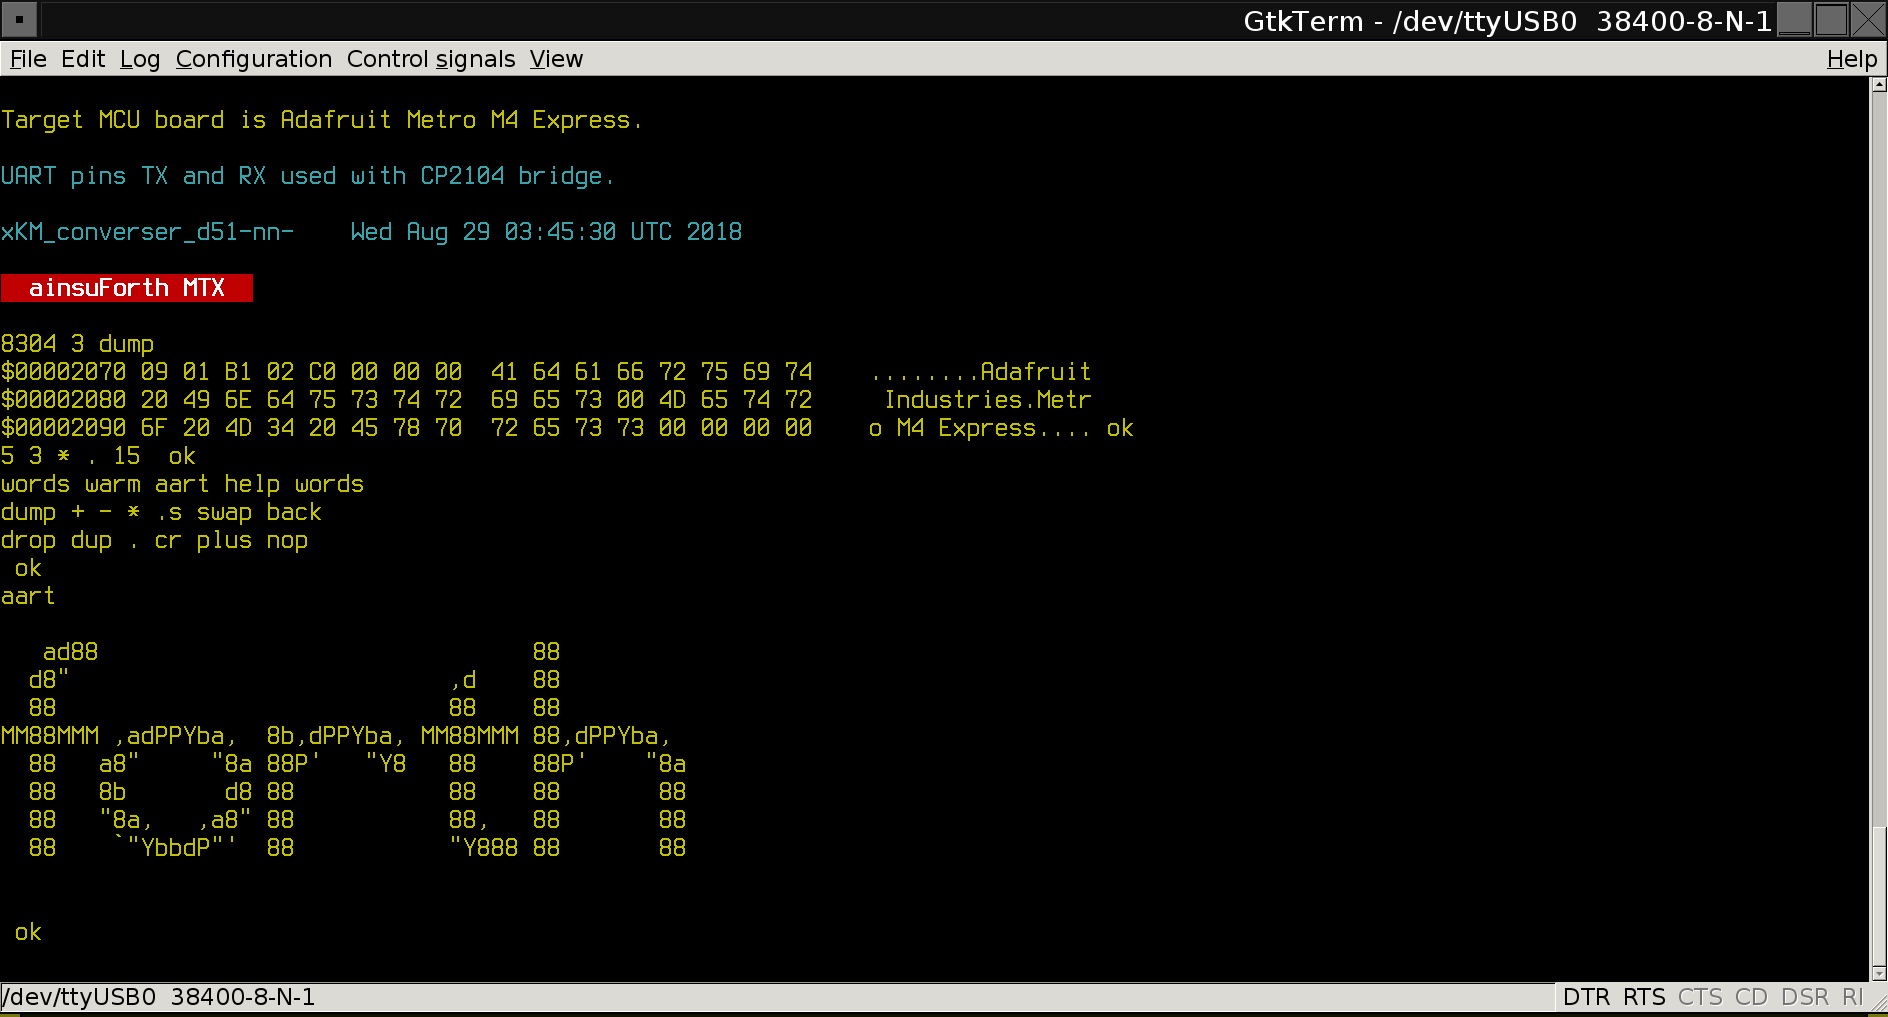 GtkTerm - /dev/ttyUSB0  38400-8-N-1
File Edit Log Configuration Control signals View Help
Target MCU board is Adafruit Metro M4 Express.
UART pins TX and RX used with CP2104 bridge.
xKM_converser_d51-nn-    Wed Aug 29 03:45:30 UTC 2018
  ainsuForth MTX
8304 3 dump
$00002070 09 01 B1 02 C0 00 00 00  41 64 61 66 72 75 69 74    ........Adafruit
$00002080 20 49 6E 64 75 73 74 72  69 65 73 00 4D 65 74 72     Industries.Metr
$00002090 6F 20 4D 34 20 45 78 70  72 65 73 73 00 00 00 00    o M4 Express.... ok
5 3 * . 15  ok
words warm aart help words
dump + - * .s swap back
drop dup . cr plus nop
 ok
aart
   ad88                               88
  d8"                           ,d    88
  88                            88    88
MM88MMM ,adPPYba,  8b,dPPYba, MM88MMM 88,dPPYba,
  88   a8"     "8a 88P'   "Y8   88    88P'    "8a
  88   8b       d8 88           88    88       88
  88   "8a,   ,a8" 88           88,   88       88
  88    `"YbbdP"'  88           "Y888 88       88
 ok
/dev/ttyUSB0  38400-8-N-1 DTR RTS CTS CD DSR RI